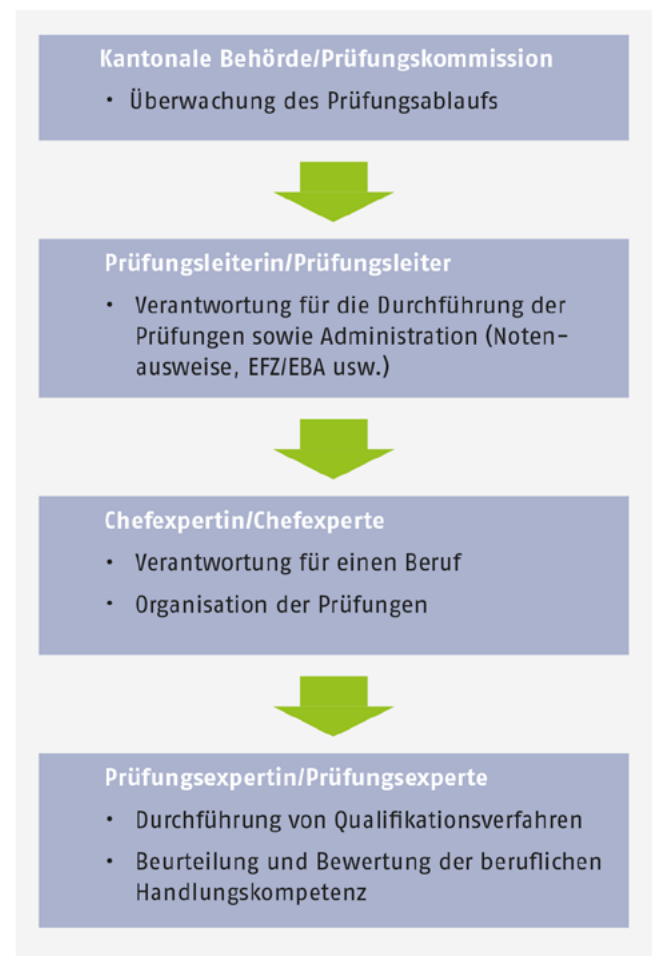 Kantonale Behörde/Prüfungskommission
• Überwachung des Prüfungsablaufs
Prüfungsleiterin/Prüfungsleiter
• Verantwortung für die Durchführung der
Prüfungen sowie Administration (Noten-
ausweise, EFZ/EBA usw.)
Chefexpertin/Chefexperte
• Verantwortung für einen Beruf
• Organisation der Prüfungen
Prüfungsexpertin/Prüfungsexperte
• Durchführung von Qualifikationsverfahren
• Beurteilung und Bewertung der beruflichen
Handlungskompetenz